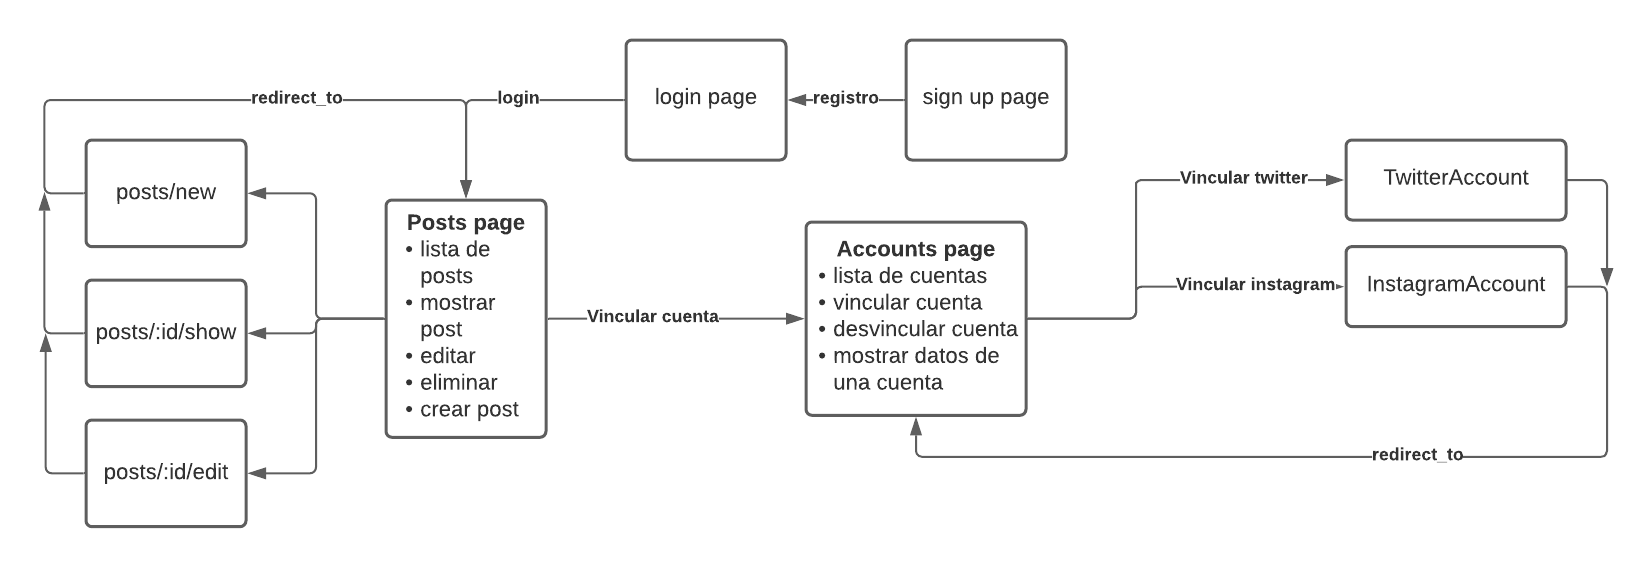 login page
sign up page
redirect_to
login
registro
posts/new
posts/:id/show
posts/:id/edit
Posts page
• lista de
posts
• mostrar
post
• editar
• eliminar
• crear post
Vincular cuenta
Accounts page
• lista de cuentas
• vincular cuenta
• desvincular cuenta
• mostrar datos de
una cuenta
Vincular twitter
TwitterAccount
Vincular instagram
InstagramAccount
redirect_to